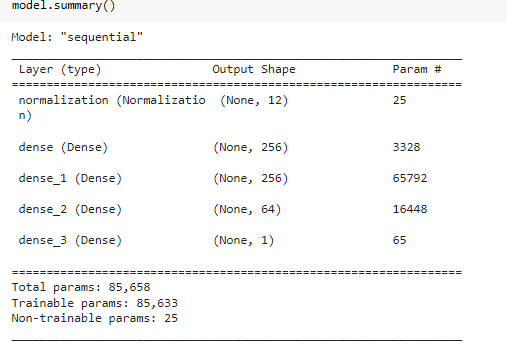 model.summary()
Model: "sequential"
_________________________________________________________________
Layer (type) Output Shape Param #
=================================================================
normalization (Normalizatio (None, 12) 25
n)
dense (Dense) (None, 256) 3328
dense_1 (Dense) (None, 256) 65792
dense_2 (Dense) (None, 64) 16448
dense_3 (Dense) (None, 1) 65
=================================================================
Total params: 85,658
Trainable params: 85,633
Non-trainable params: 25
_________________________________________________________________